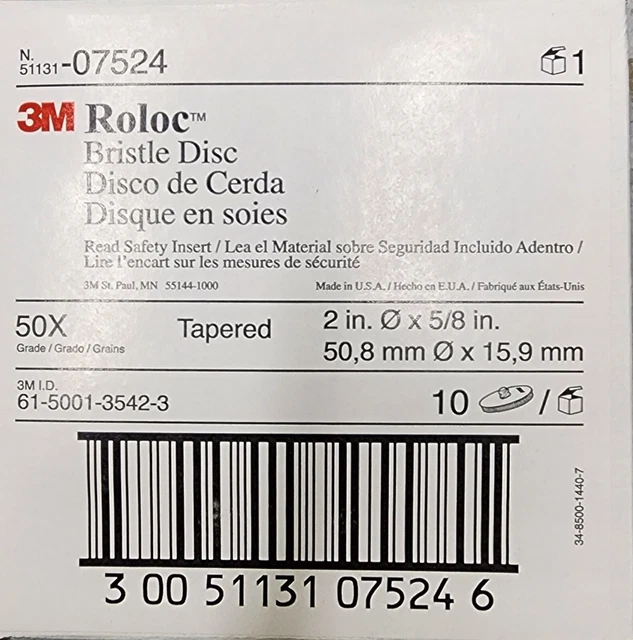 N.
51131-07524
1
3M Roloc™
Bristle Disc
Disco de Cerda
Disque en soies
Read Safety Insert / Lea el Material sobre Seguridad Incluido Adentro /
Lire l'encart sur les mesures de sécurité
3M St. Paul, MN 55144-1000 Made in U.S.A. / Hecho en E.U.A. / Fabriqué aux États-Unis
50X Tapered 2 in. Ø x 5/8 in.
Grade / Grado / Grains 50,8 mm Ø x 15,9 mm
3M I.D.
61-5001-3542-3 10 /
34-8500-1440-7
3 00 51131 07524 6